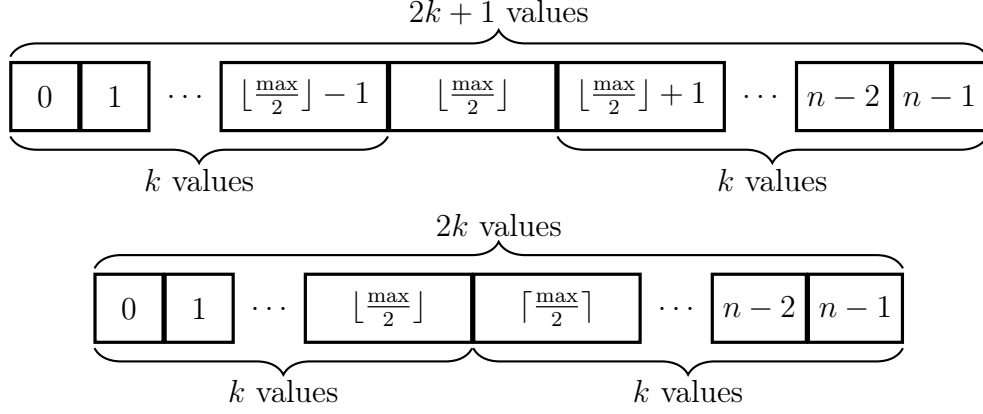 2k + 1 values
0 1 ··· ⌊max/2⌋ − 1 ⌊max/2⌋ ⌊max/2⌋ + 1 ··· n − 2 n − 1
k values k values
2k values
0 1 ··· ⌊max/2⌋ ⌈max/2⌉ ··· n − 2 n − 1
k values k values